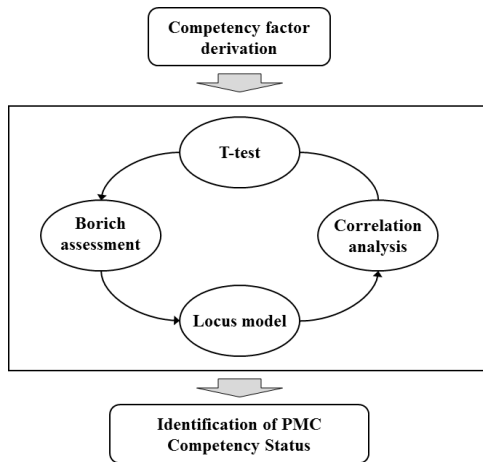 Competency factor
derivation
T-test
Borich
assessment
Correlation
analysis
Locus model
Identification of PMC
Competency Status